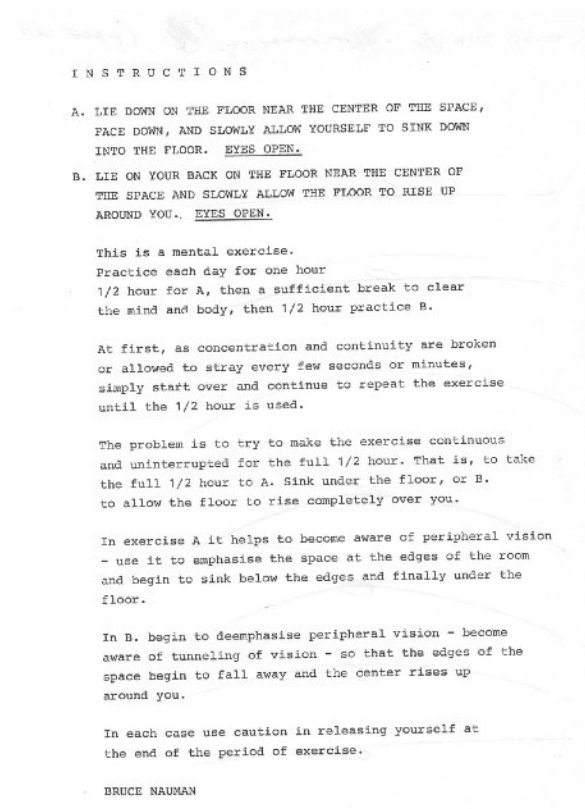 INSTRUCTIONS
A. LIE DOWN ON THE FLOOR NEAR THE CENTER OF THE SPACE,
FACE DOWN, AND SLOWLY ALLOW YOURSELF TO SINK DOWN
INTO THE FLOOR. EYES OPEN.
B. LIE ON YOUR BACK ON THE FLOOR NEAR THE CENTER OF
THE SPACE AND SLOWLY ALLOW THE FLOOR TO RISE UP
AROUND YOU. EYES OPEN.
This is a mental exercise.
Practice each day for one hour
1/2 hour for A, then a sufficient break to clear
the mind and body, then 1/2 hour practice B.
At first, as concentration and continuity are broken
or allowed to stray every few seconds or minutes,
simply start over and continue to repeat the exercise
until the 1/2 hour is used.
The problem is to try to make the exercise continuous
and uninterrupted for the full 1/2 hour. That is, to take
the full 1/2 hour to A. Sink under the floor, or B.
to allow the floor to rise completely over you.
In exercise A it helps to become aware of peripheral vision
- use it to emphasise the space at the edges of the room
and begin to sink below the edges and finally under the
floor.
In B. begin to deemphasise peripheral vision - become
aware of tunneling of vision - so that the edges of the
space begin to fall away and the center rises up
around you.
In each case use caution in releasing yourself at
the end of the period of exercise.
BRUCE NAUMAN